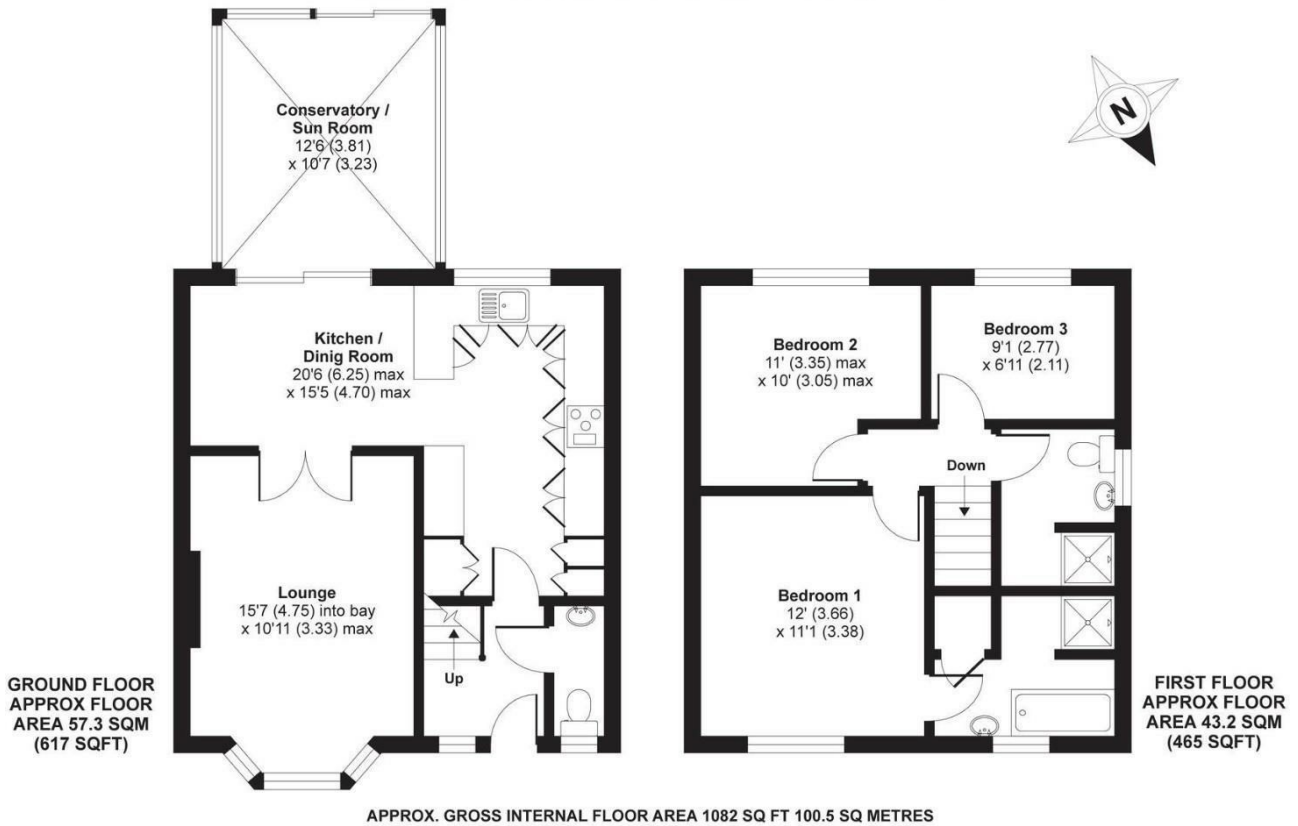 Conservatory /
Sun Room
12'6 (3.81)
x 10'7 (3.23)
N
Kitchen /
Dinig Room
20'6 (6.25) max
x 15'5 (4.70) max
Bedroom 2
11' (3.35) max
x 10' (3.05) max
Bedroom 3
9'1 (2.77)
x 6'11 (2.11)
Down
Lounge
15'7 (4.75) into bay
x 10'11 (3.33) max
Up
Bedroom 1
12' (3.66)
x 11'1 (3.38)
GROUND FLOOR
APPROX FLOOR
AREA 57.3 SQM
(617 SQFT)
FIRST FLOOR
APPROX FLOOR
AREA 43.2 SQM
(465 SQFT)
APPROX. GROSS INTERNAL FLOOR AREA 1082 SQ FT 100.5 SQ METRES